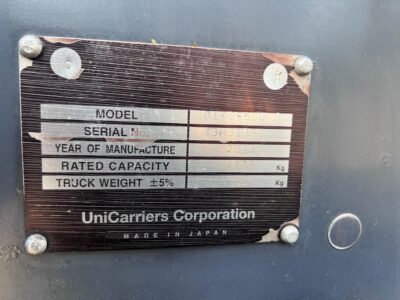 MODEL
SERIAL No.
YEAR OF MANUFACTURE
RATED CAPACITY Kg
TRUCK WEIGHT ±5% Kg
UniCarriers Corporation
MADE IN JAPAN